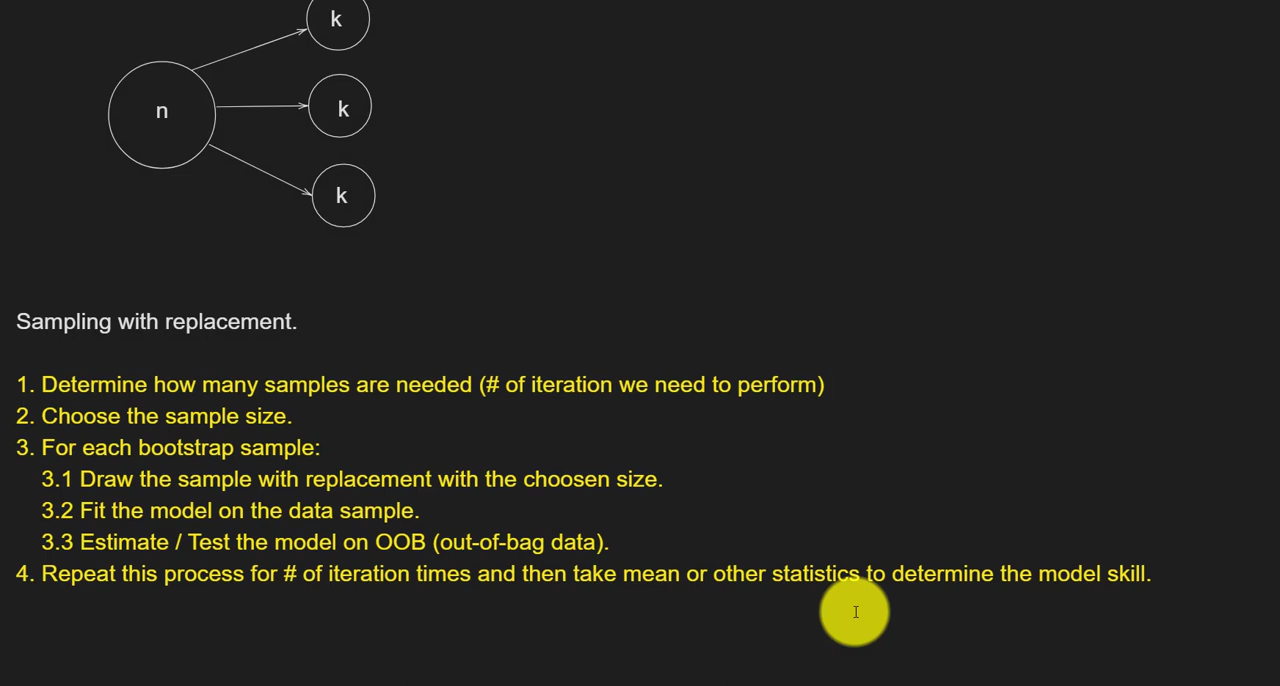 k
n
k
k
Sampling with replacement.
1. Determine how many samples are needed (# of iteration we need to perform)
2. Choose the sample size.
3. For each bootstrap sample:
3.1 Draw the sample with replacement with the choosen size.
3.2 Fit the model on the data sample.
3.3 Estimate / Test the model on OOB (out-of-bag data).
4. Repeat this process for # of iteration times and then take mean or other statistics to determine the model skill.